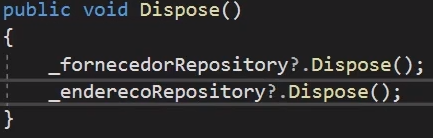 public void Dispose()
{
    _fornecedorRepository?.Dispose();
    _enderecoRepository?.Dispose();
}